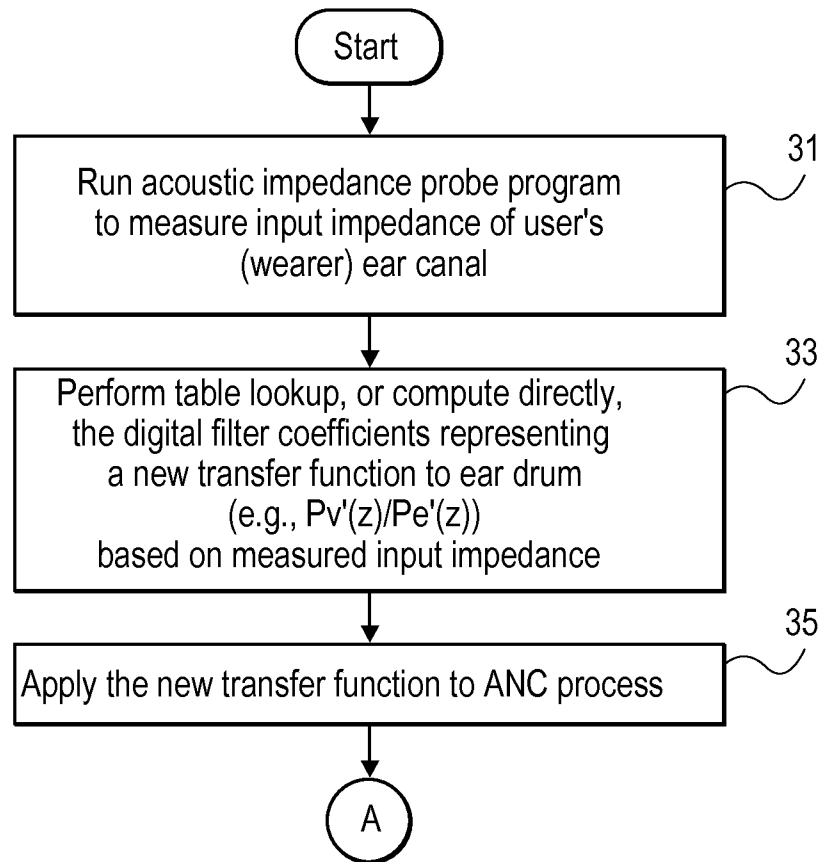 Start
31
Run acoustic impedance probe program
to measure input impedance of user's
(wearer) ear canal
33
Perform table lookup, or compute directly,
the digital filter coefficients representing
a new transfer function to ear drum
(e.g., Pv'(z)/Pe'(z))
based on measured input impedance
35
Apply the new transfer function to ANC process
A